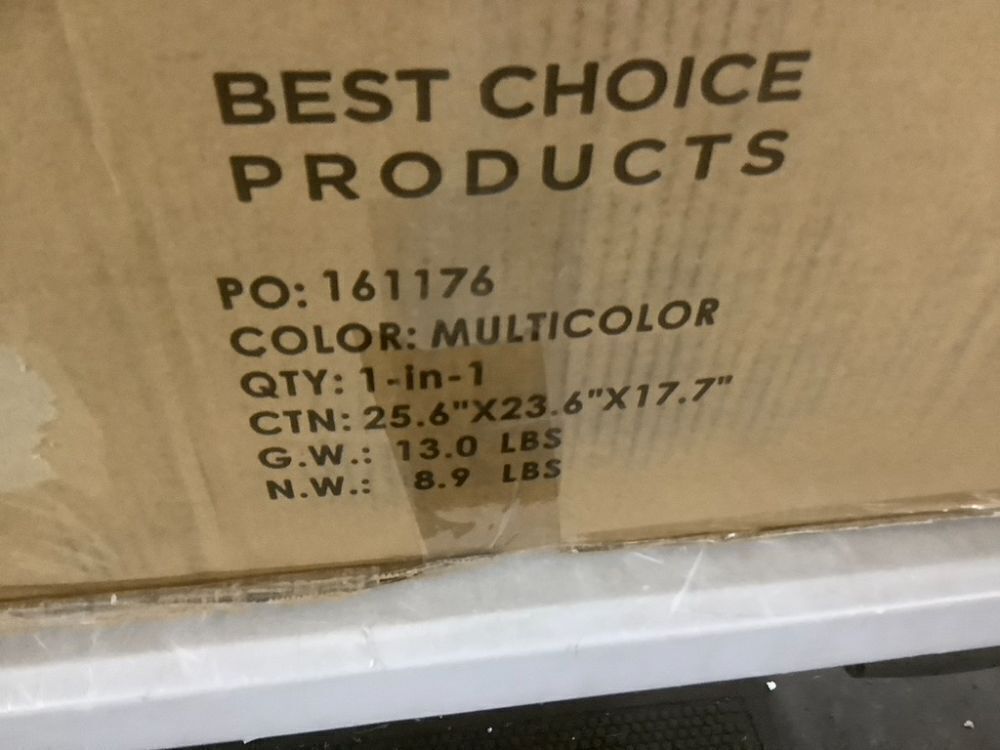 BEST CHOICE
PRODUCTS
PO: 161176
COLOR: MULTICOLOR
QTY: 1-in-1
CTN: 25.6"X23.6"X17.7"
G.W.: 13.0 LBS
N.W.: 8.9 LBS